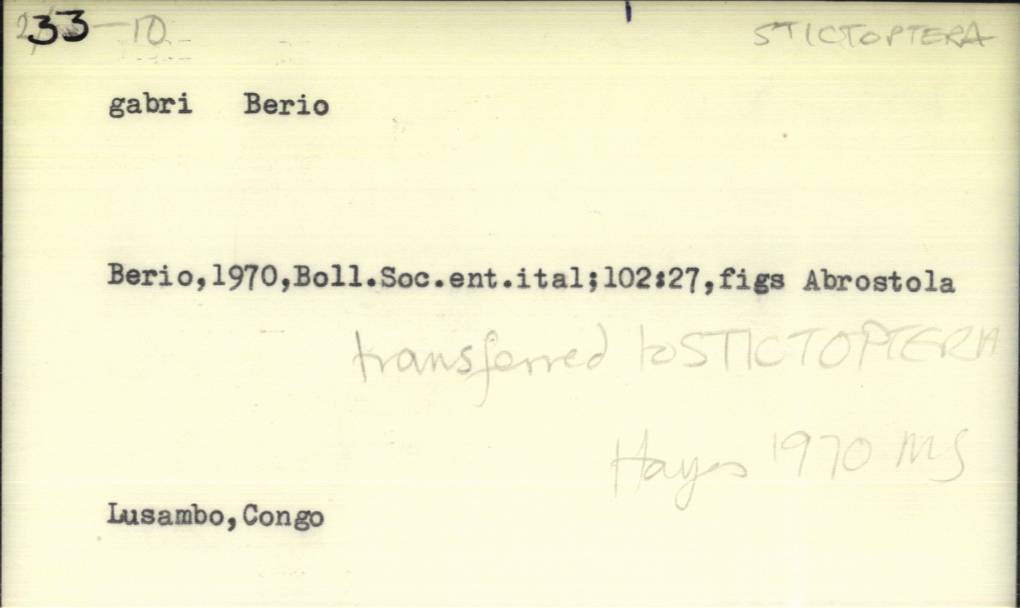 33 - 10 STICTOPTERA
gabri Berio
Berio,1970,Boll.Soc.ent.ital;102:27,figs Abrostola
transferred to STICTOPTERA
Hayes 1970 MS
Lusambo,Congo